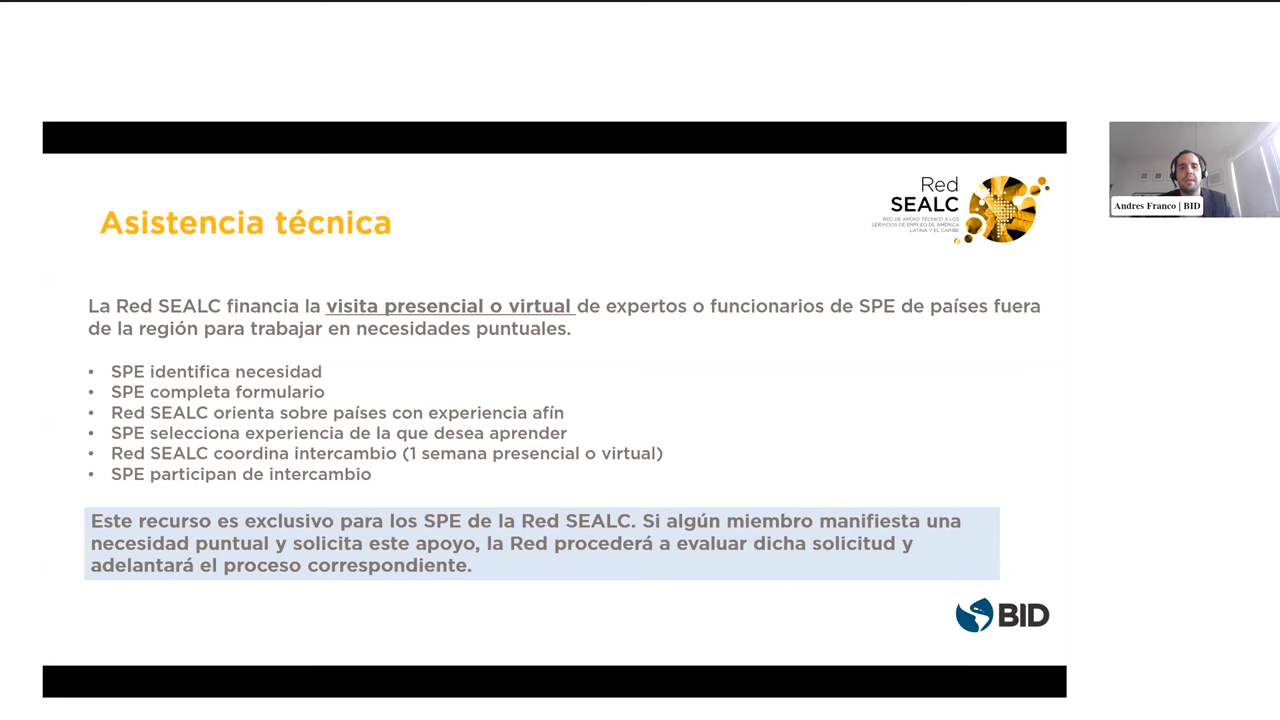 Asistencia técnica
Red
SEALC
RED DE APOYO TÉCNICO A LOS
SERVICIOS DE EMPLEO DE AMÉRICA
LATINA Y EL CARIBE
Andres Franco | BID
La Red SEALC financia la visita presencial o virtual de expertos o funcionarios de SPE de países fuera
de la región para trabajar en necesidades puntuales.
• SPE identifica necesidad
• SPE completa formulario
• Red SEALC orienta sobre países con experiencia afín
• SPE selecciona experiencia de la que desea aprender
• Red SEALC coordina intercambio (1 semana presencial o virtual)
• SPE participan de intercambio
Este recurso es exclusivo para los SPE de la Red SEALC. Si algún miembro manifiesta una
necesidad puntual y solicita este apoyo, la Red procederá a evaluar dicha solicitud y
adelantará el proceso correspondiente.
BID